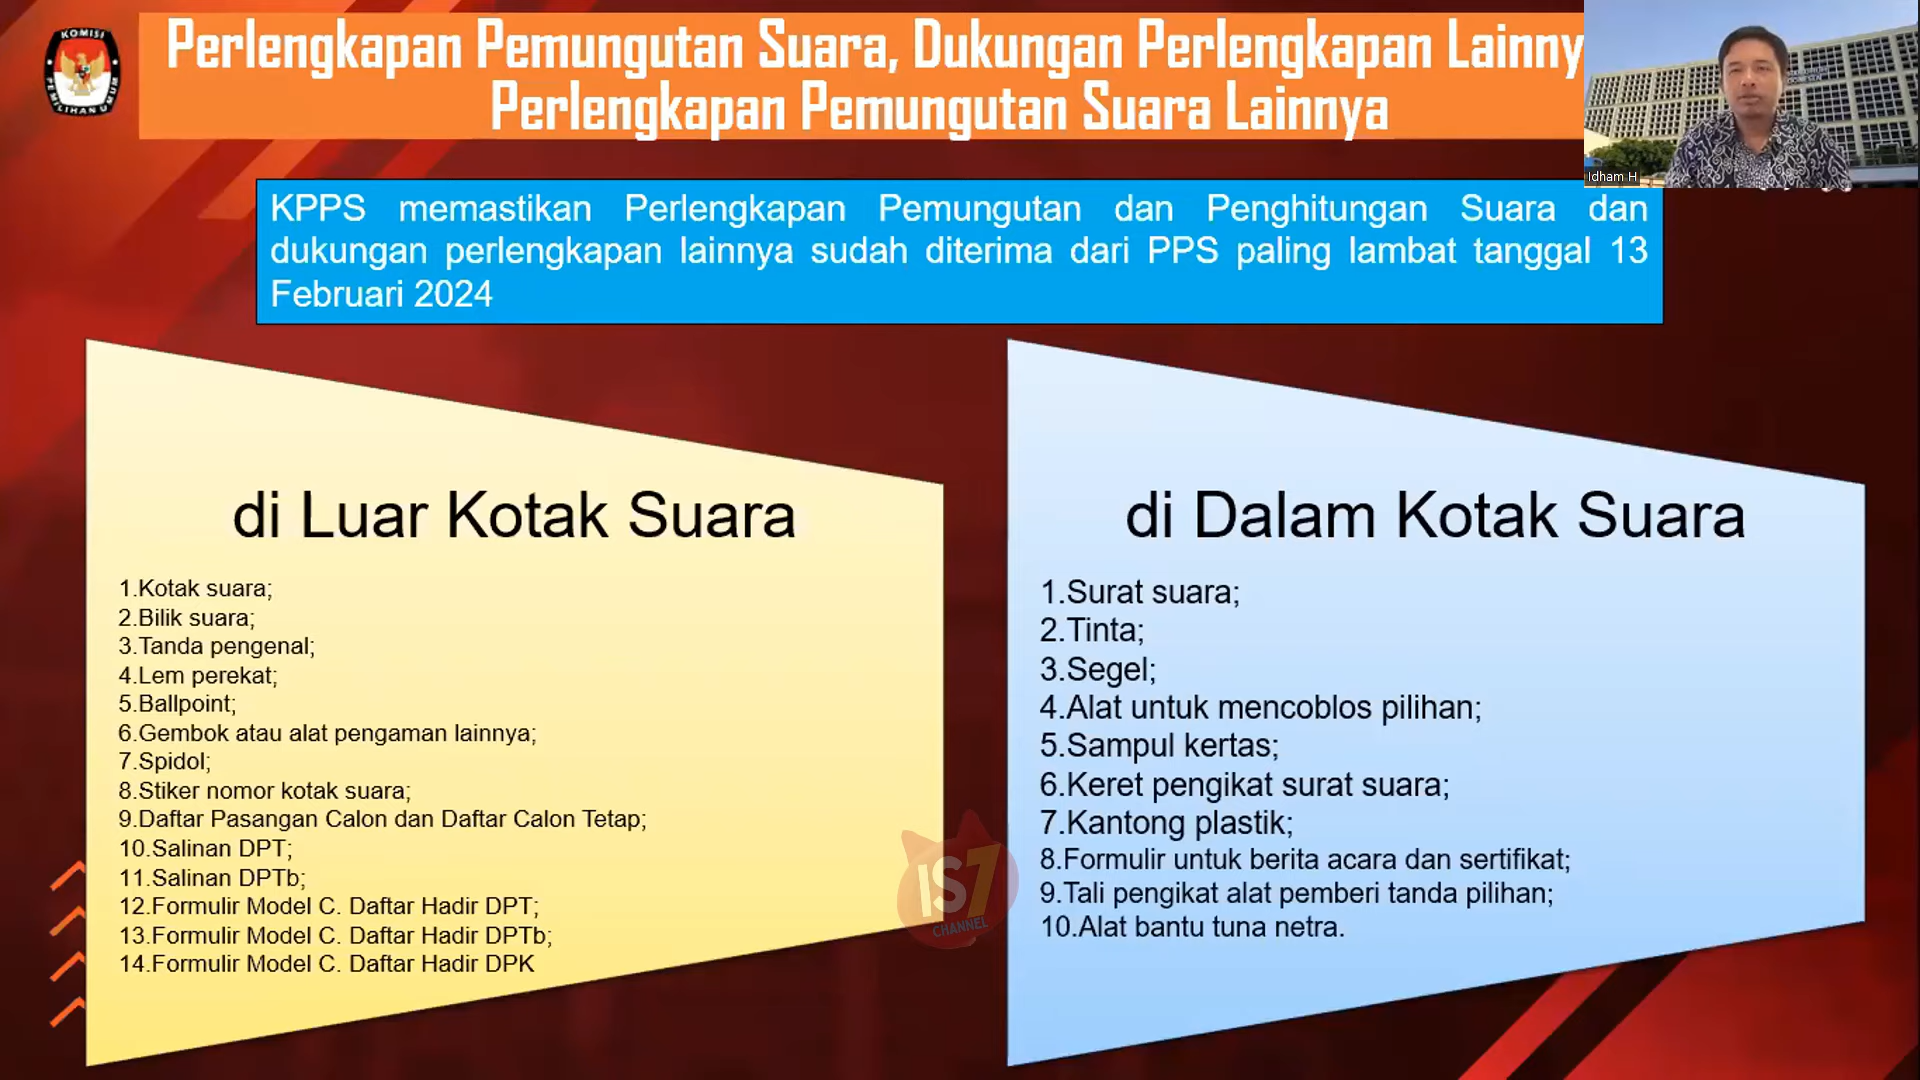 KOMISI
PEMILIHAN UMUM
Perlengkapan Pemungutan Suara, Dukungan Perlengkapan Lainny
Perlengkapan Pemungutan Suara Lainnya
Idham H
KPPS memastikan Perlengkapan Pemungutan dan Penghitungan Suara dan
dukungan perlengkapan lainnya sudah diterima dari PPS paling lambat tanggal 13
Februari 2024
di Luar Kotak Suara
1.Kotak suara;
2.Bilik suara;
3.Tanda pengenal;
4.Lem perekat;
5.Ballpoint;
6.Gembok atau alat pengaman lainnya;
7.Spidol;
8.Stiker nomor kotak suara;
9.Daftar Pasangan Calon dan Daftar Calon Tetap;
10.Salinan DPT;
11.Salinan DPTb;
12.Formulir Model C. Daftar Hadir DPT;
13.Formulir Model C. Daftar Hadir DPTb;
14.Formulir Model C. Daftar Hadir DPK
di Dalam Kotak Suara
1.Surat suara;
2.Tinta;
3.Segel;
4.Alat untuk mencoblos pilihan;
5.Sampul kertas;
6.Keret pengikat surat suara;
7.Kantong plastik;
8.Formulir untuk berita acara dan sertifikat;
9.Tali pengikat alat pemberi tanda pilihan;
10.Alat bantu tuna netra.
IS7
CHANNEL